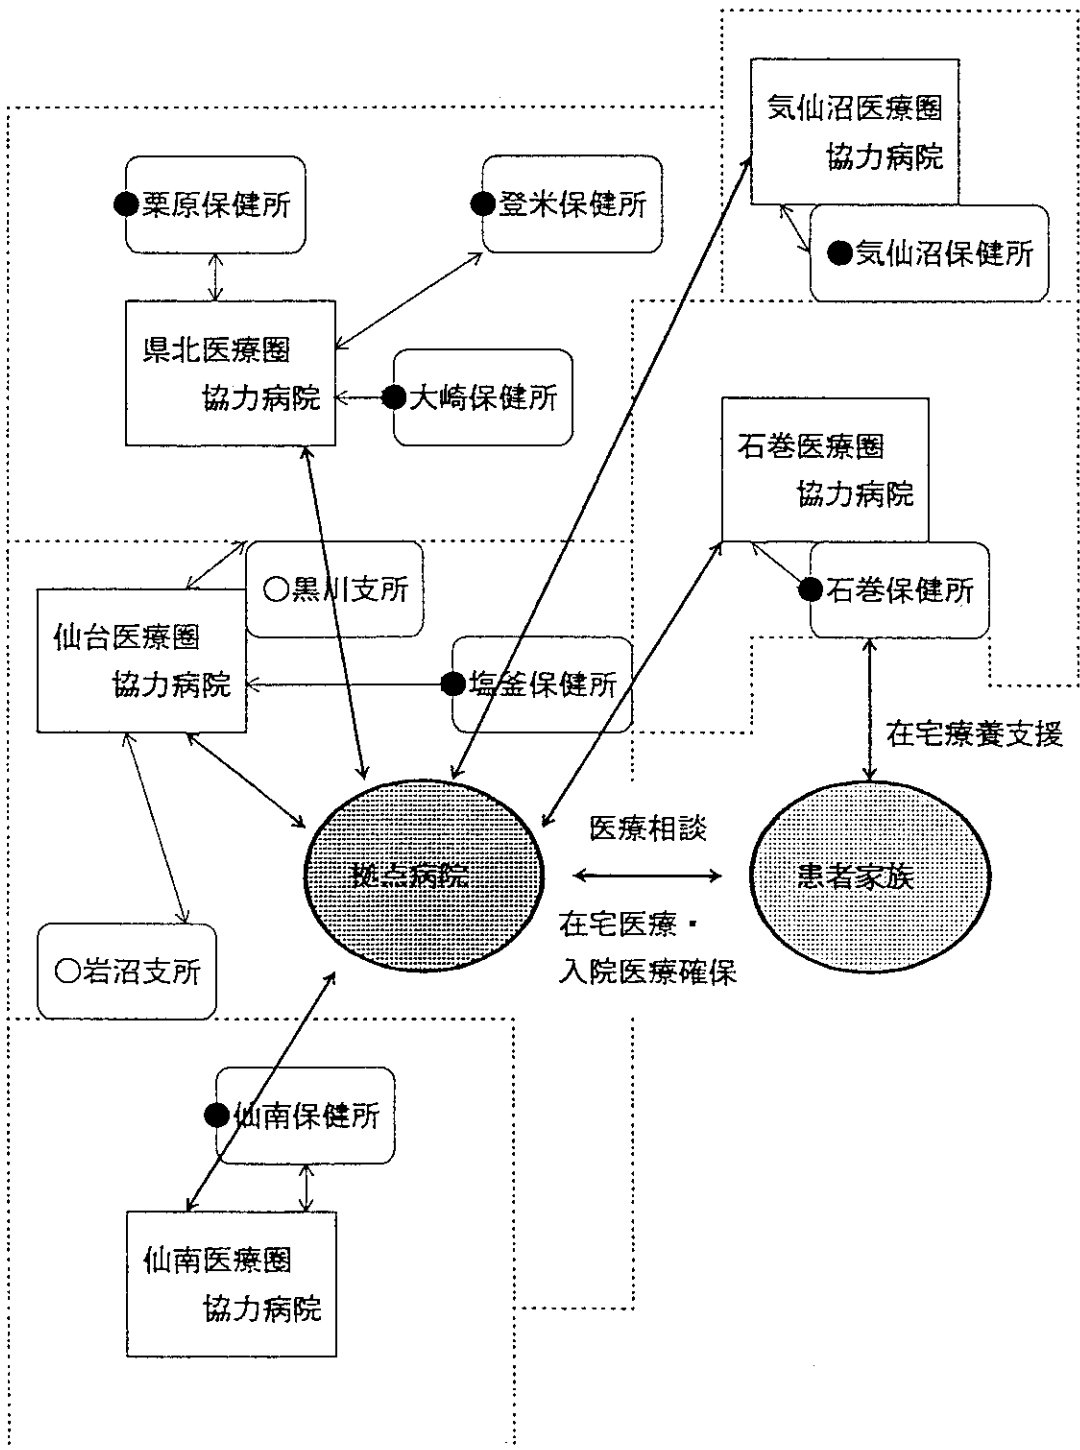 気仙沼医療圏
協力病院
●栗原保健所
●登米保健所
●気仙沼保健所
県北医療圏
協力病院
●大崎保健所
石巻医療圏
協力病院
○黒川支所
●石巻保健所
仙台医療圏
協力病院
●塩釜保健所
在宅療養支援
医療相談
拠点病院
患者家族
在宅医療・
入院医療確保
○岩沼支所
●仙南保健所
仙南医療圏
協力病院